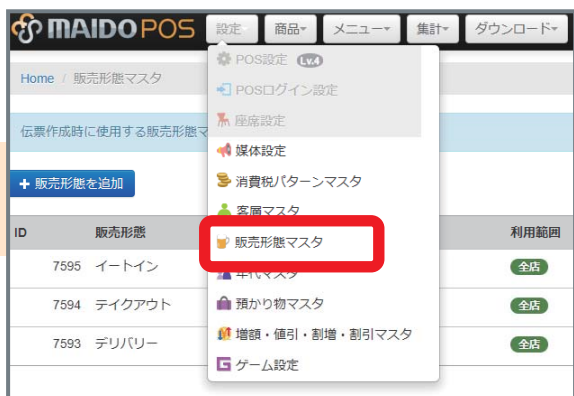 MAIDO POS 設定 商品 メニュー 集計 ダウンロード
Home / 販売形態マスタ
伝票作成時に使用する販売形態マ
+ 販売形態を追加
ID 販売形態 利用範囲
7595 イートイン 全店
7594 テイクアウト
7593 デリバリー 全店
POS設定 Lv.4
POSログイン設定
座席設定
媒体設定
消費税パターンマスタ
客層マスタ
販売形態マスタ
年代マスタ
預かり物マスタ
増額・値引・割増・割引マスタ
ゲーム設定